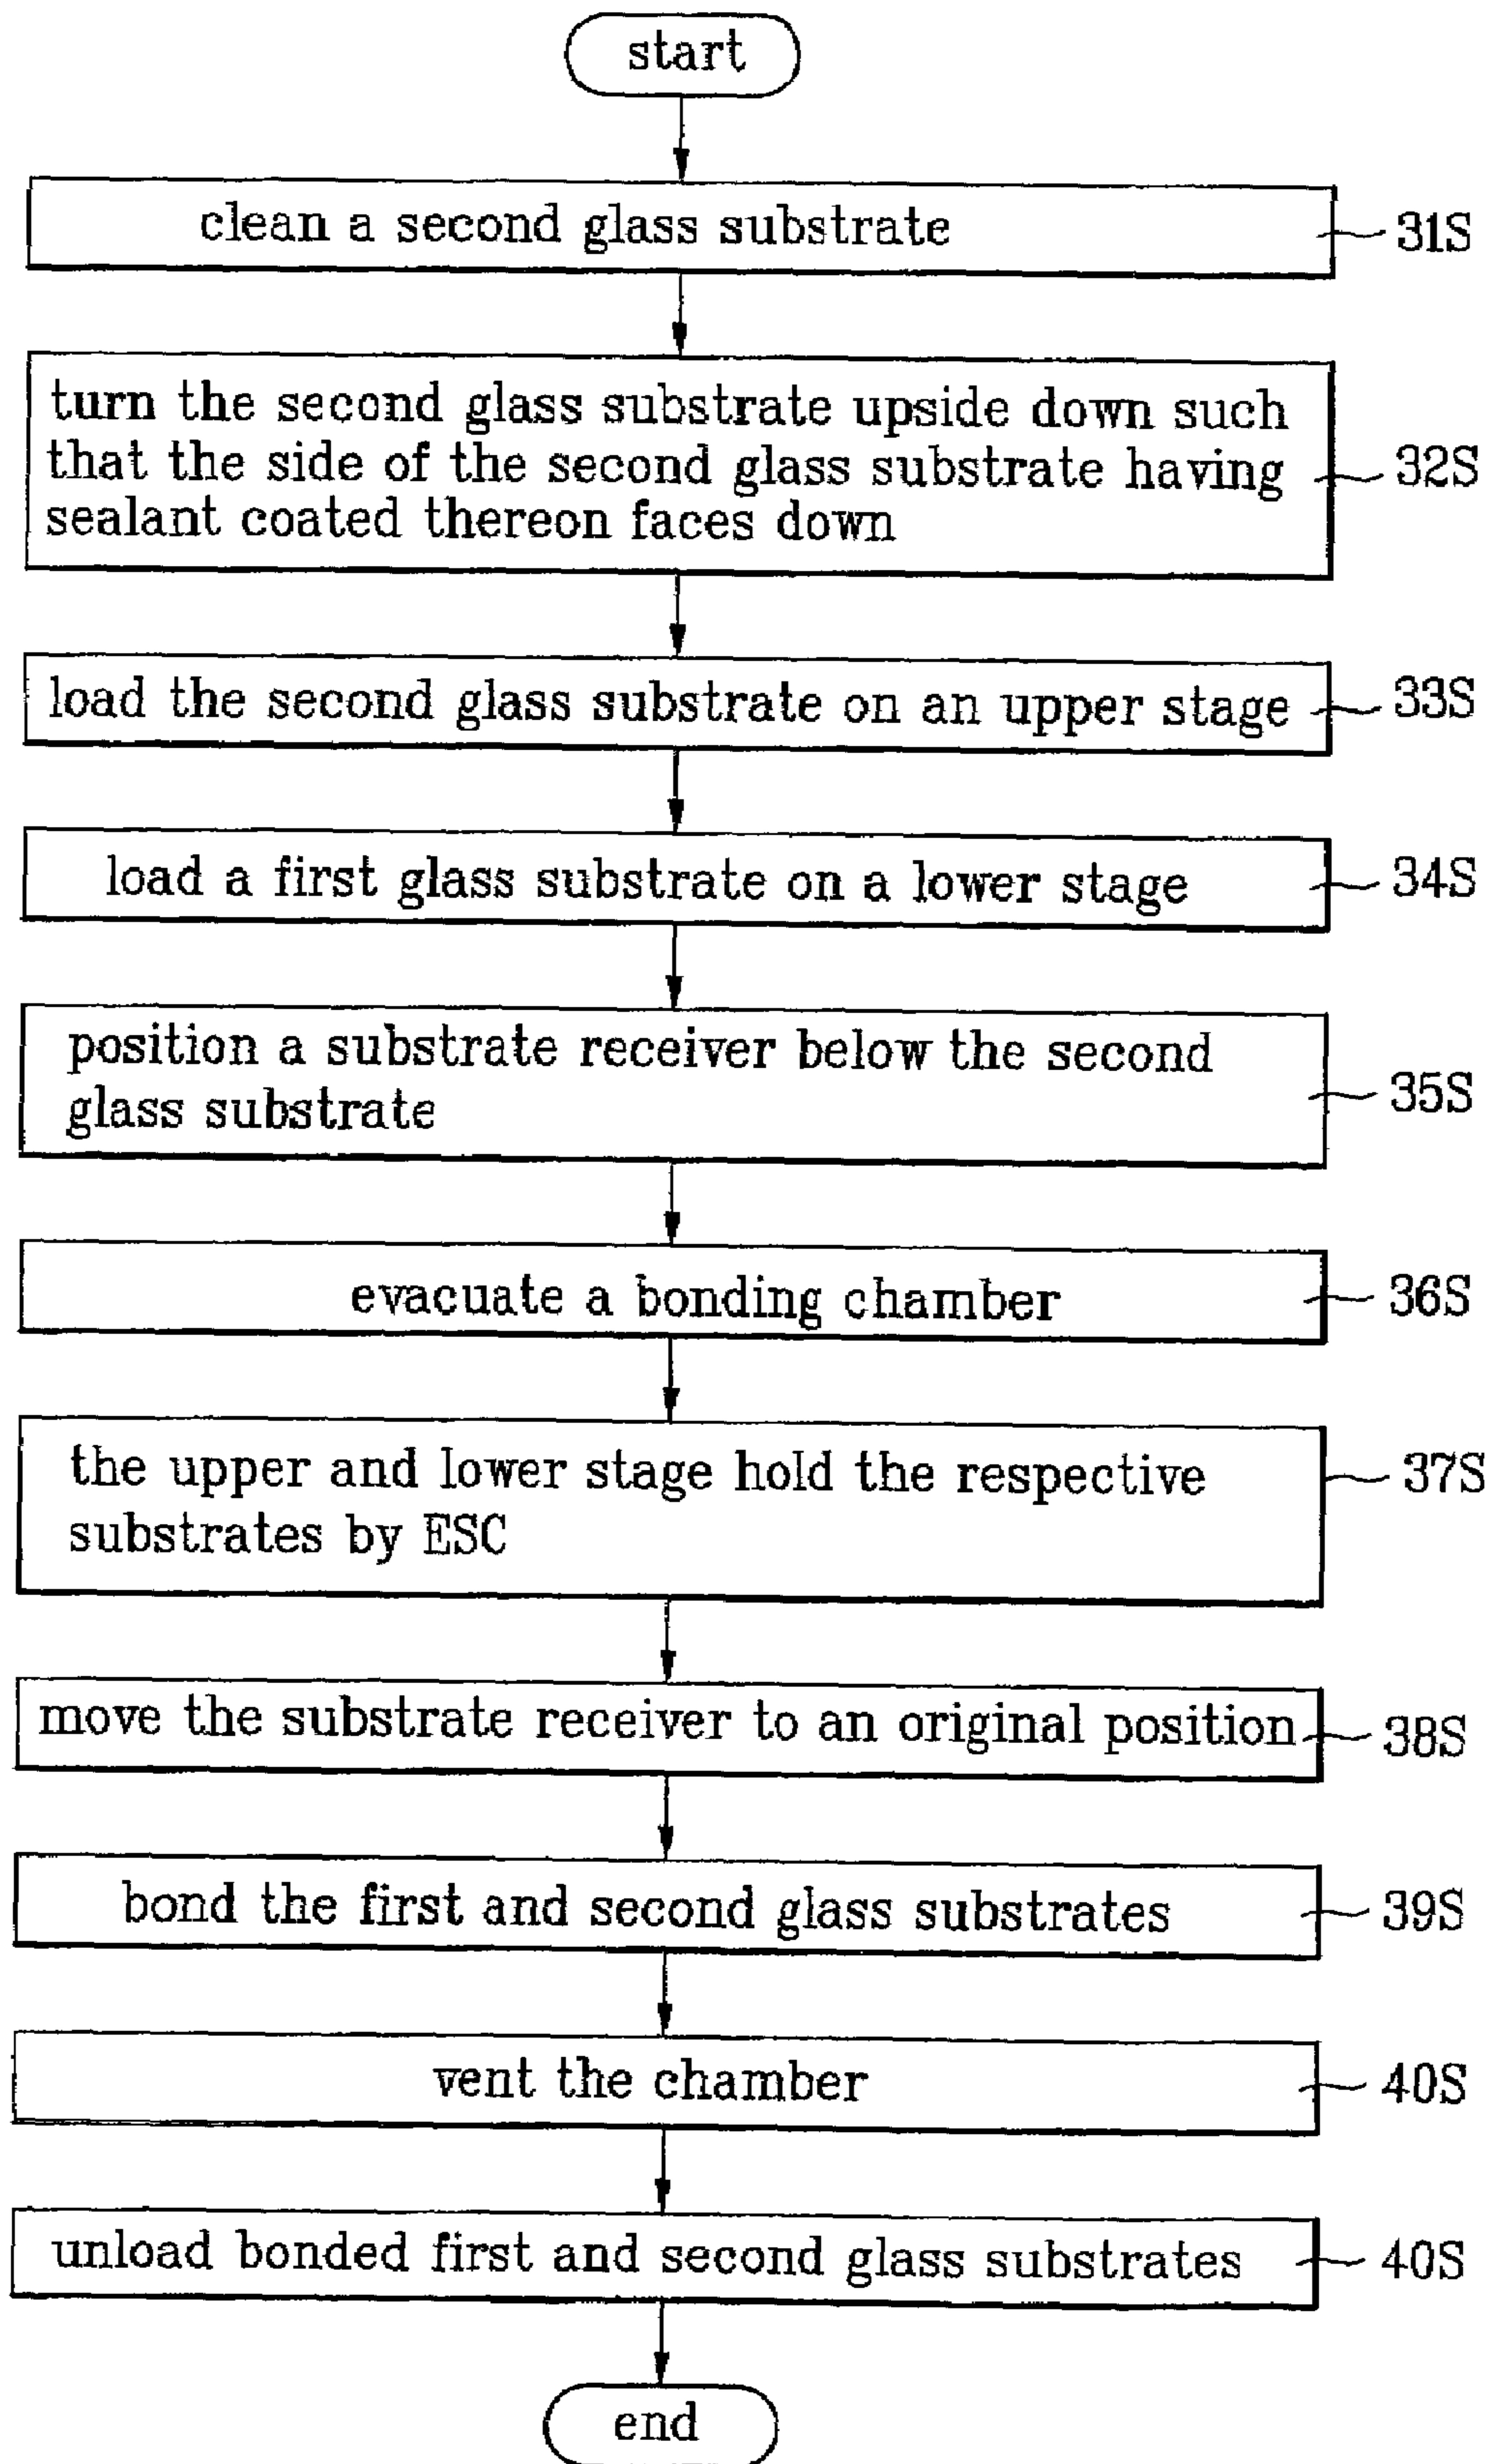 start
clean a second glass substrate
31S
turn the second glass substrate upside down such
that the side of the second glass substrate having
sealant coated thereon faces down
32S
load the second glass substrate on an upper stage
33S
load a first glass substrate on a lower stage
34S
position a substrate receiver below the second
glass substrate
35S
evacuate a bonding chamber
36S
the upper and lower stage hold the respective
substrates by ESC
37S
move the substrate receiver to an original position
38S
bond the first and second glass substrates
39S
vent the chamber
40S
unload bonded first and second glass substrates
40S
end